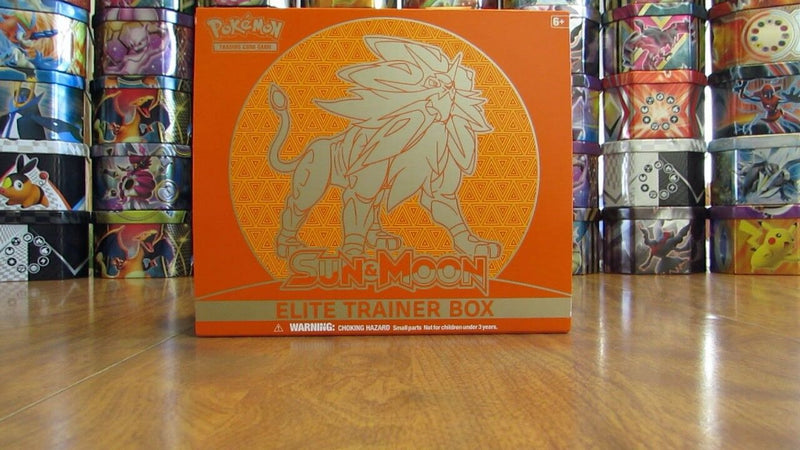 Pokémon
TRADING CARD GAME
6+
SUN & MOON
ELITE TRAINER BOX
WARNING: CHOKING HAZARD Small parts Not for children under 3 years.